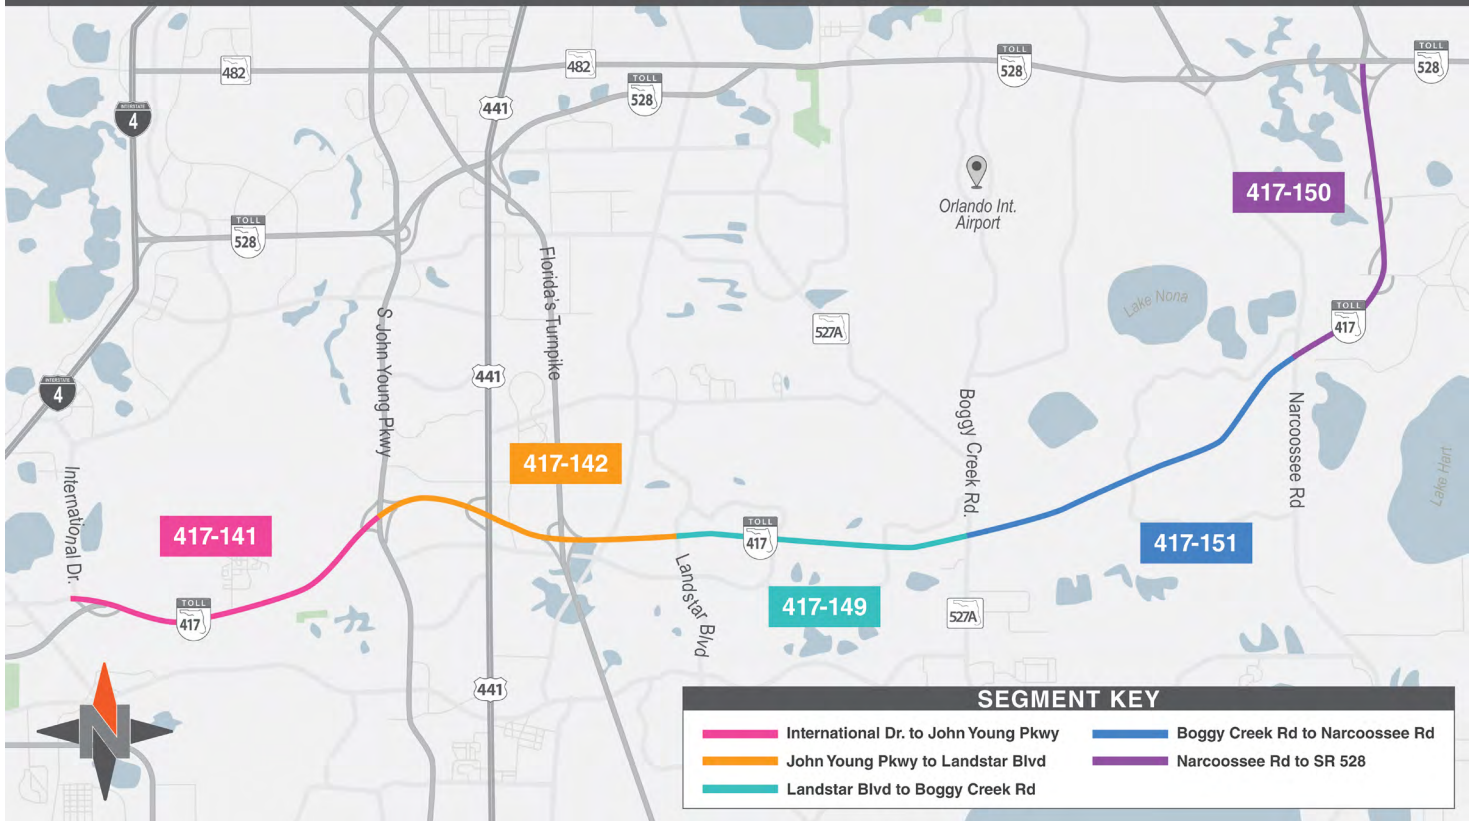 482
482
TOLL
528
TOLL
528
TOLL
528
INTERSTATE
4
441
417-150
Orlando Int.
Airport
TOLL
528
Florida's Turnpike
Lake Nona
S John Young Pkwy
527A
TOLL
417
INTERSTATE
4
441
Boggy Creek Rd.
Narcoossee Rd
417-142
Lake Hart
International Dr.
417-141
TOLL
417
417-151
Landstar Blvd
417-149
TOLL
417
527A
N
441
SEGMENT KEY
International Dr. to John Young Pkwy
John Young Pkwy to Landstar Blvd
Landstar Blvd to Boggy Creek Rd
Boggy Creek Rd to Narcoossee Rd
Narcoossee Rd to SR 528